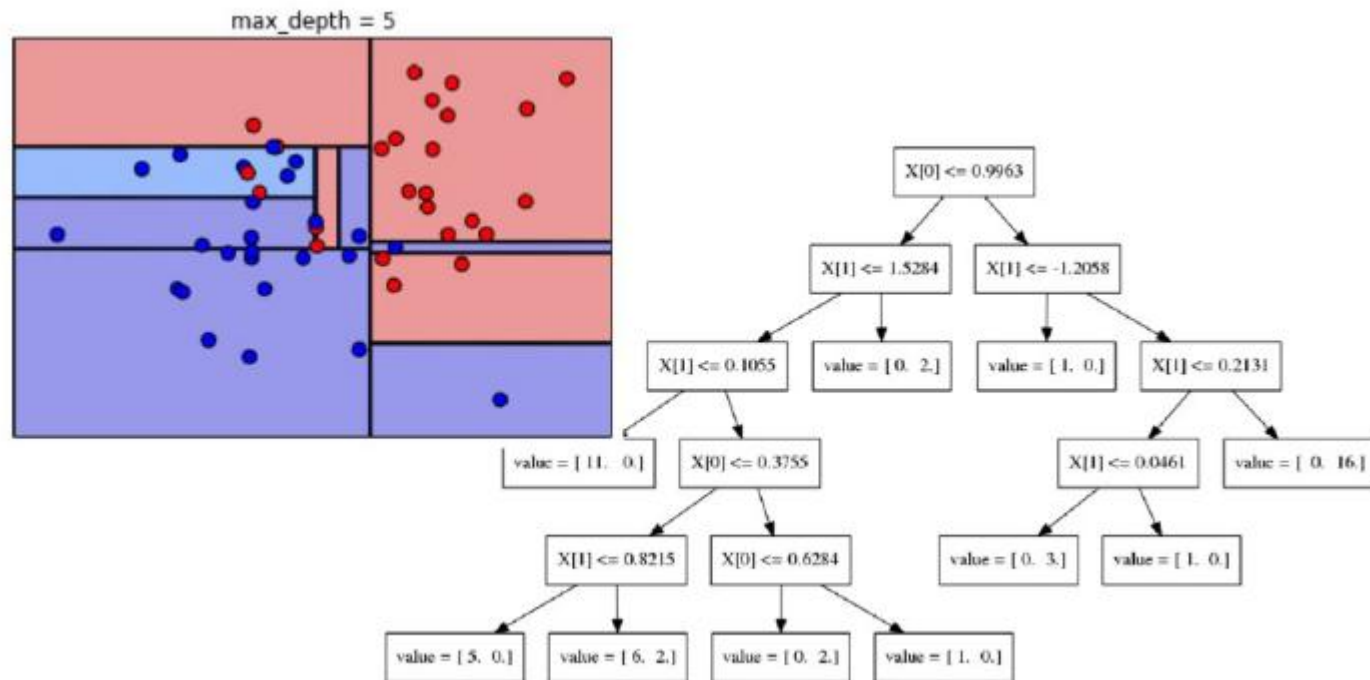 max_depth = 5
X[0] <= 0.9963
X[1] <= 1.5284
X[1] <= -1.2058
X[1] <= 0.1055
value = [ 0. 2.]
value = [ 1. 0.]
X[1] <= 0.2131
value = [ 11. 0.]
X[0] <= 0.3755
X[1] <= 0.0461
value = [ 0. 16.]
X[1] <= 0.8215
X[0] <= 0.6284
value = [ 0. 3.]
value = [ 1. 0.]
value = [ 5. 0.]
value = [ 6. 2.]
value = [ 0. 2.]
value = [ 1. 0.]